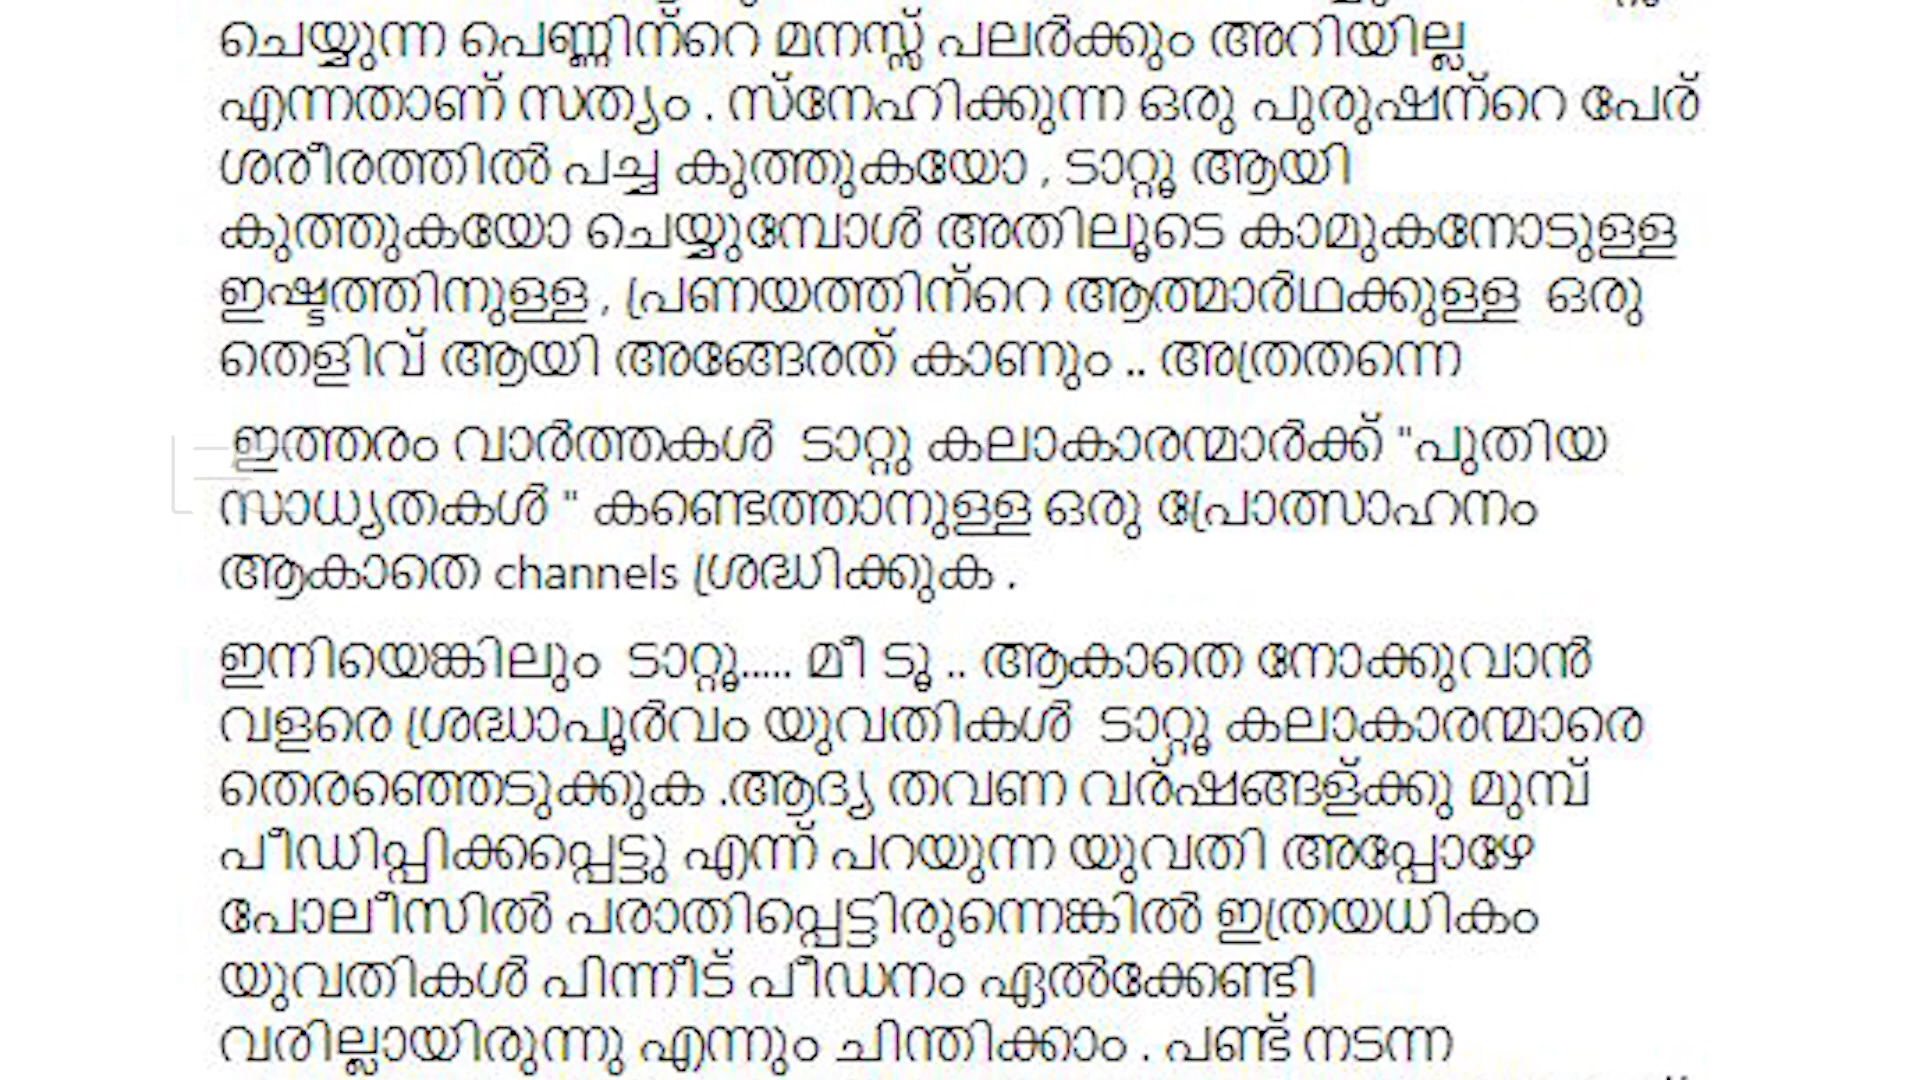 ചെയ്യുന്ന പെണ്ണിന്റെ മനസ്സ് പലർക്കും അറിയില്ല
എന്നതാണ് സത്യം . സ്നേഹിക്കുന്ന ഒരു പുരുഷന്റെ പേര്
ശരീരത്തിൽ പച്ച കുത്തുകയോ , ടാറ്റൂ ആയി
കുത്തുകയോ ചെയ്യുമ്പോൾ അതിലൂടെ കാമുകനോടുള്ള
ഇഷ്ടത്തിനുള്ള , പ്രണയത്തിന്റെ ആത്മാർഥക്കുള്ള ഒരു
തെളിവ് ആയി അങ്ങേരത് കാണും .. അത്രതന്നെ
ഇത്തരം വാർത്തകൾ ടാറ്റു കലാകാരന്മാർക്ക് "പുതിയ
സാധ്യതകൾ " കണ്ടെത്താനുള്ള ഒരു പ്രോത്സാഹനം
ആകാതെ channels ശ്രദ്ധിക്കുക .
ഇനിയെങ്കിലും ടാറ്റൂ..... മീ ടൂ .. ആകാതെ നോക്കുവാൻ
വളരെ ശ്രദ്ധാപൂർവം യുവതികൾ ടാറ്റൂ കലാകാരന്മാരെ
തെരഞ്ഞെടുക്കുക .ആദ്യ തവണ വര്ഷങ്ങള്ക്കു മുമ്പ്
പീഡിപ്പിക്കപ്പെട്ടു എന്ന് പറയുന്ന യുവതി അപ്പോഴേ
പോലീസിൽ പരാതിപ്പെട്ടിരുന്നെങ്കിൽ ഇത്രയധികം
യുവതികൾ പിന്നീട് പീഡനം ഏൽക്കേണ്ടി
വരില്ലായിരുന്നു എന്നും ചിന്തിക്കാം . പണ്ട് നടന്ന